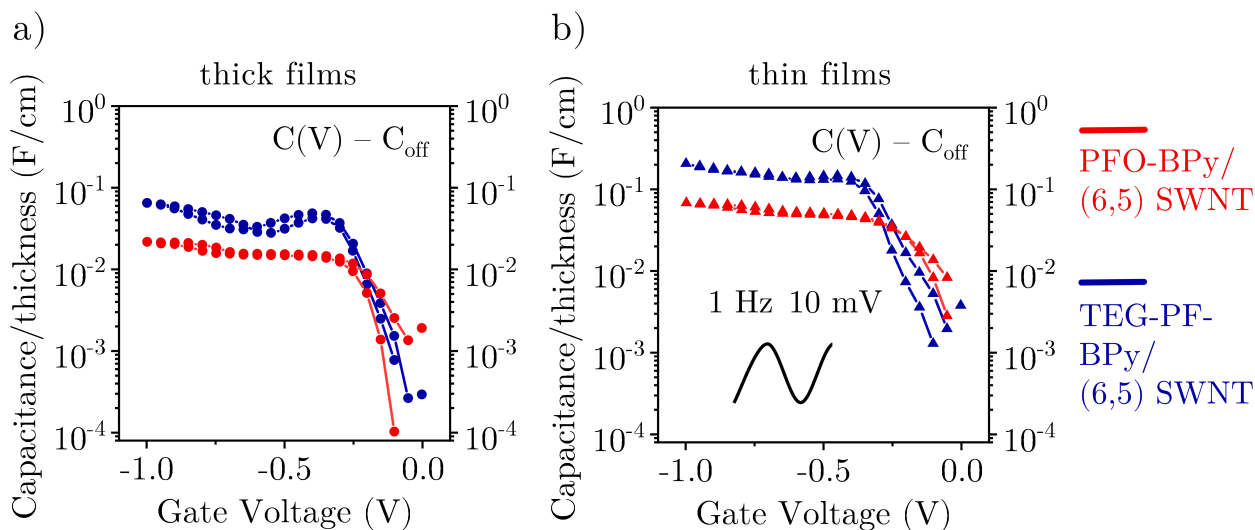 a)
thick films
C(V) – C_off
Capacitance/thickness (F/cm)
10^0
10^-1
10^-2
10^-3
10^-4
10^0
10^-1
10^-2
10^-3
10^-4
-1.0 -0.5 0.0
Gate Voltage (V)
b)
thin films
C(V) – C_off
Capacitance/thickness (F/cm)
10^0
10^-1
10^-2
10^-3
10^-4
10^0
10^-1
10^-2
10^-3
10^-4
1 Hz 10 mV
-1.0 -0.5 0.0
Gate Voltage (V)
PFO-BPy/
(6,5) SWNT
TEG-PF-
BPy/
(6,5) SWNT